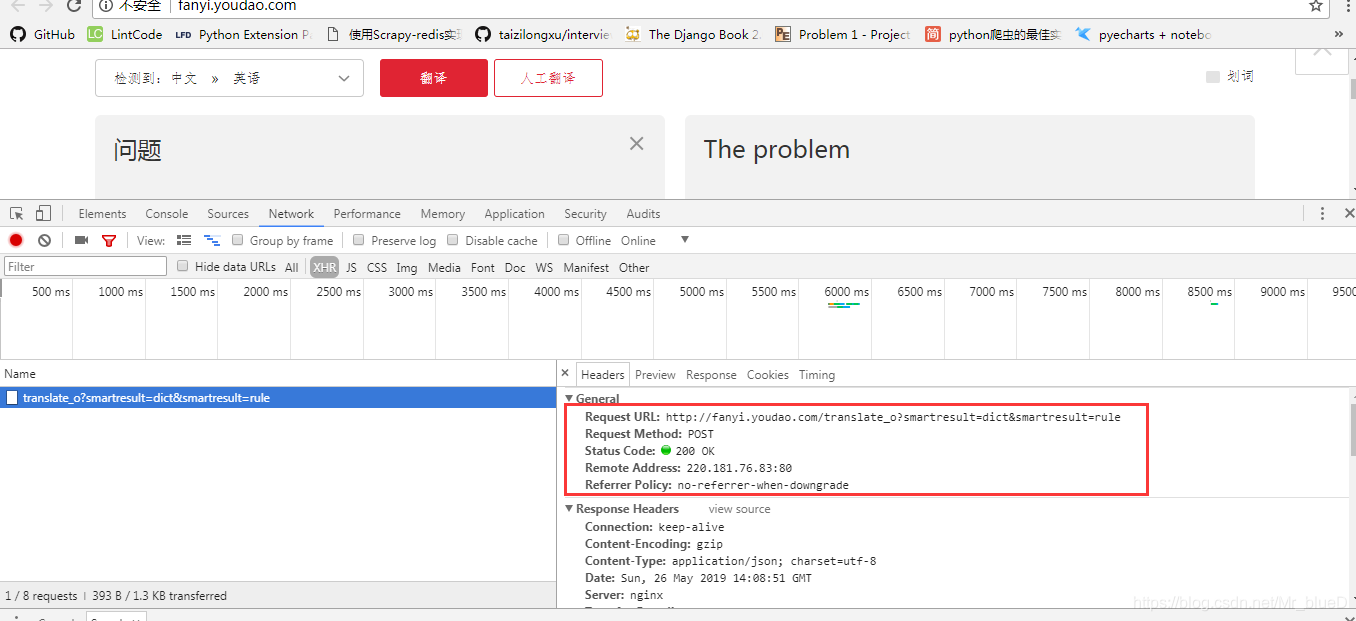 不安全 fanyi.youdao.com
GitHub LintCode Python Extension P 使用Scrapy-redis实 taizilongxu/intervie The Django Book 2. Problem 1 - Project python爬虫的最佳实 pyecharts + notebo »
检测到：中文 » 英语 翻译 人工翻译 划词
问题 The problem
Elements Console Sources Network Performance Memory Application Security Audits
View: Group by frame Preserve log Disable cache Offline Online
Filter Hide data URLs All XHR JS CSS Img Media Font Doc WS Manifest Other
500 ms 1000 ms 1500 ms 2000 ms 2500 ms 3000 ms 3500 ms 4000 ms 4500 ms 5000 ms 5500 ms 6000 ms 6500 ms 7000 ms 7500 ms 8000 ms 8500 ms 9000 ms 9500
Name Headers Preview Response Cookies Timing
translate_o?smartresult=dict&smartresult=rule
General
Request URL: http://fanyi.youdao.com/translate_o?smartresult=dict&smartresult=rule
Request Method: POST
Status Code: 200 OK
Remote Address: 220.181.76.83:80
Referrer Policy: no-referrer-when-downgrade
Response Headers view source
Connection: keep-alive
Content-Encoding: gzip
Content-Type: application/json; charset=utf-8
Date: Sun, 26 May 2019 14:08:51 GMT
Server: nginx
1 / 8 requests | 393 B / 1.3 KB transferred
https://blog.csdn.net/Mr_blueD